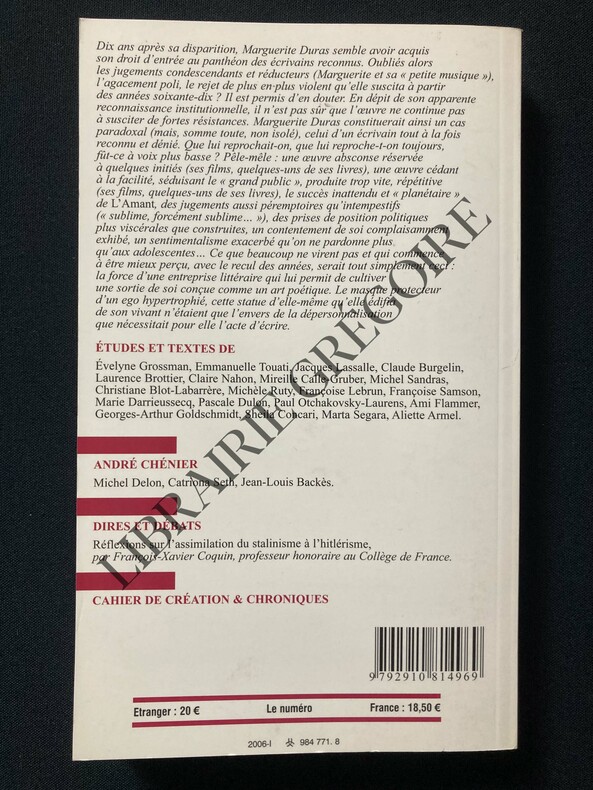 Dix ans après sa disparition, Marguerite Duras semble avoir acquis
son droit d'entrée au panthéon des écrivains reconnus. Oubliés alors
les jugements condescendants et réducteurs (Marguerite et sa « petite musique »),
l'agacement poli, le rejet de plus en-plus violent qu'elle suscita à partir
des années soixante-dix ? Il est permis d'en douter. En dépit de son apparente
reconnaissance institutionnelle, il n'est pas sûr que l'œuvre ne continue pas
à susciter de fortes résistances. Marguerite Duras constituerait ainsi un cas
paradoxal (mais, somme toute, non isolé), celui d'un écrivain tout à la fois
reconnu et dénié. Que lui reprochait-on, que lui reproche-t-on toujours,
fût-ce à voix plus basse ? Pêle-mêle : une œuvre absconse réservée
à quelques initiés (ses films, quelques-uns de ses livres), une œuvre cédant
à la facilité, séduisant le « grand public », produite trop vite, répétitive
(ses films, quelques-uns de ses livres), le succès inattendu et « planétaire »
de L'Amant, des jugements aussi péremptoires qu'intempestifs
(« sublime, forcément sublime… »), des prises de position politiques
plus viscérales que construites, un contentement de soi complaisamment
exhibé, un sentimentalisme exacerbé qu'on ne pardonne plus
qu'aux adolescentes… Ce que beaucoup ne virent pas et qui commence
à être mieux perçu, avec le recul des années, serait tout simplement ceci :
la force d'une entreprise littéraire qui lui permit de cultiver
une sortie de soi conçue comme un art poétique. Le masque protecteur
d'un ego hypertrophié, cette statue d'elle-même qu'elle édifia
de son vivant n'étaient que l'envers de la dépersonnalisation
que nécessitait pour elle l'acte d'écrire.
ÉTUDES ET TEXTES DE
Évelyne Grossman, Emmanuelle Touati, Jacques Lassalle, Claude Burgelin,
Laurence Brottier, Claire Nahon, Mireille Calle-Gruber, Michel Sandras,
Christiane Blot-Labarrère, Michèle Ruty, Françoise Lebrun, Françoise Samson,
Marie Darrieussecq, Pascale Dulon, Paul Otchakovsky-Laurens, Ami Flammer,
Georges-Arthur Goldschmidt, Sheila Concari, Marta Segara, Aliette Armel.
ANDRÉ CHÉNIER
Michel Delon, Catriona Seth, Jean-Louis Backès.
DIRES ET DÉBATS
Réflexions sur l'assimilation du stalinisme à l'hitlérisme,
par François-Xavier Coquin, professeur honoraire au Collège de France.
CAHIER DE CRÉATION & CHRONIQUES
9 792910 814969
Etranger : 20 € Le numéro France : 18,50 €
2006-I 984 771. 8
LIBRAIRIE GRÉGOIRE